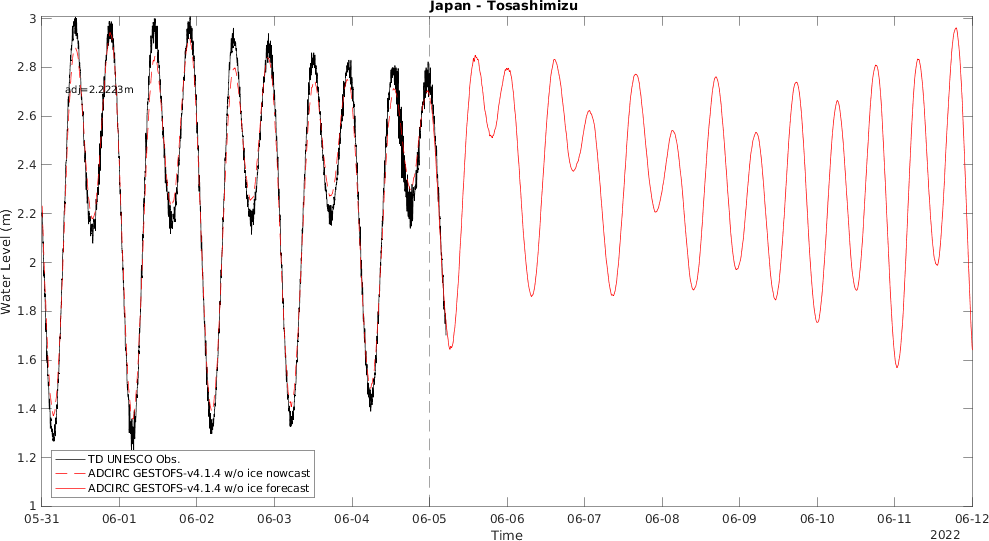 Japan - Tosashimizu
3
2.8
adj=2.2223m
2.6
2.4
2.2
Water Level (m)
2
1.8
1.6
1.4
1.2
TD UNESCO Obs.
ADCIRC GESTOFS-v4.1.4 w/o ice nowcast
ADCIRC GESTOFS-v4.1.4 w/o ice forecast
1
05-31 06-01 06-02 06-03 06-04 06-05 06-06 06-07 06-08 06-09 06-10 06-11 06-12
Time
2022